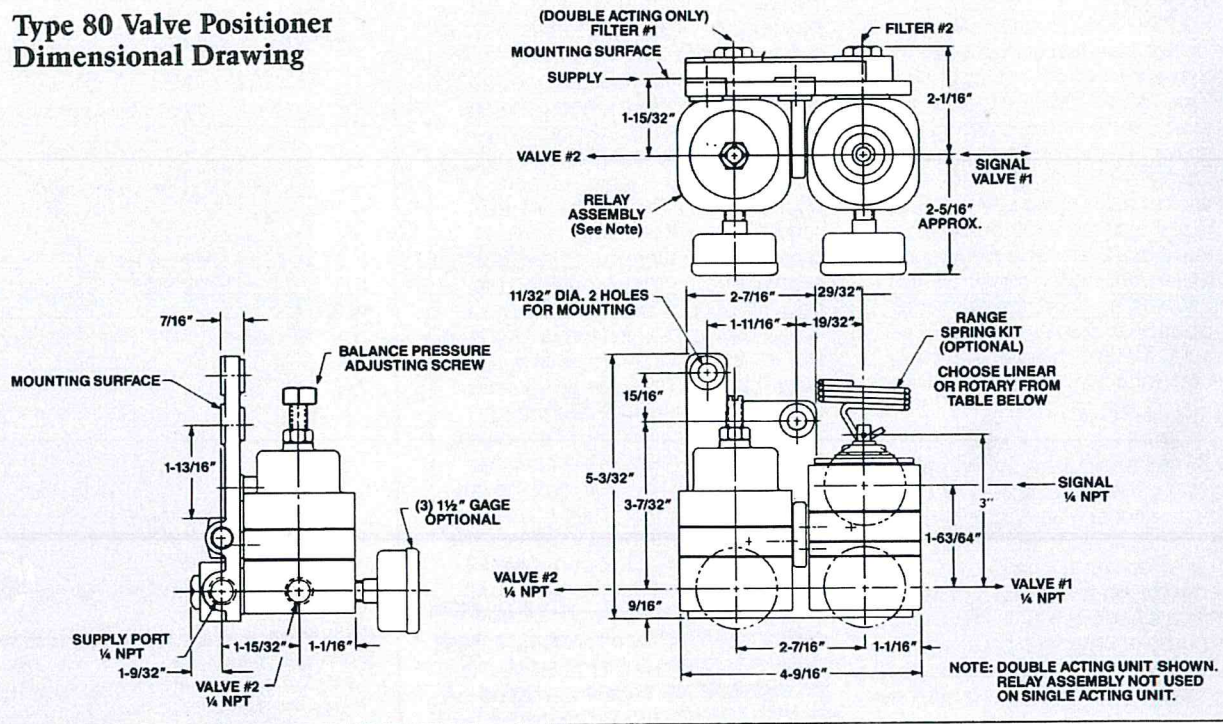 Type 80 Valve Positioner
Dimensional Drawing
(DOUBLE ACTING ONLY)
FILTER #1
FILTER #2
MOUNTING SURFACE
SUPPLY
1-15/32"
2-1/16"
VALVE #2
SIGNAL
VALVE #1
RELAY
ASSEMBLY
(See Note)
2-5/16"
APPROX.
7/16"
BALANCE PRESSURE
ADJUSTING SCREW
MOUNTING SURFACE
1-13/16"
(3) 1½" GAGE
OPTIONAL
SUPPLY PORT
¼ NPT
1-15/32"
1-1/16"
1-9/32"
VALVE #2
¼ NPT
11/32" DIA. 2 HOLES
FOR MOUNTING
2-7/16"
29/32"
1-11/16"
19/32"
RANGE
SPRING KIT
(OPTIONAL)
CHOOSE LINEAR
OR ROTARY FROM
TABLE BELOW
15/16"
5-3/32"
3-7/32"
SIGNAL
¼ NPT
3"
1-63/64"
VALVE #2
¼ NPT
VALVE #1
¼ NPT
9/16"
2-7/16"
1-1/16"
4-9/16"
NOTE: DOUBLE ACTING UNIT SHOWN.
RELAY ASSEMBLY NOT USED
ON SINGLE ACTING UNIT.